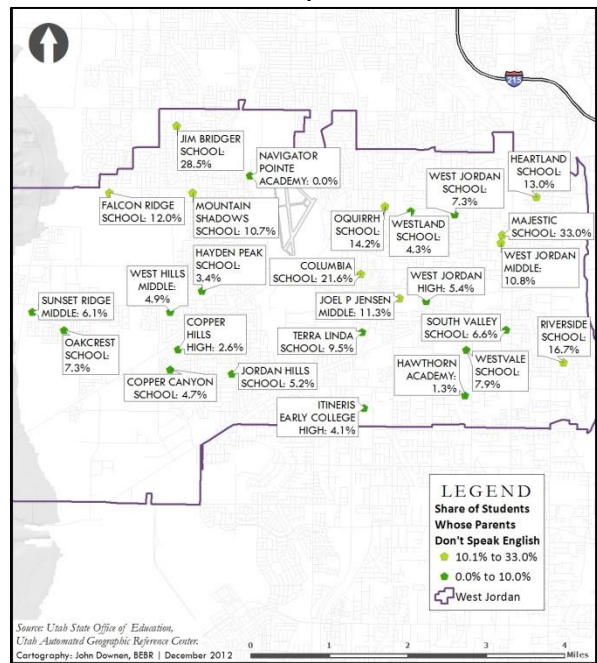 215
JIM BRIDGER
SCHOOL:
28.5%
NAVIGATOR
POINTE
ACADEMY: 0.0%
HEARTLAND
SCHOOL:
13.0%
WEST JORDAN
SCHOOL:
7.3%
FALCON RIDGE
SCHOOL: 12.0%
MOUNTAIN
SHADOWS
SCHOOL: 10.7%
OQUIRRH
SCHOOL:
14.2%
WESTLAND
SCHOOL:
4.3%
MAJESTIC
SCHOOL: 33.0%
WEST JORDAN
MIDDLE:
10.8%
HAYDEN PEAK
SCHOOL:
3.4%
WEST HILLS
MIDDLE:
4.9%
COLUMBIA
SCHOOL: 21.6%
WEST JORDAN
HIGH: 5.4%
JOEL P JENSEN
MIDDLE: 11.3%
SUNSET RIDGE
MIDDLE: 6.1%
OAKCREST
SCHOOL:
7.3%
COPPER
HILLS
HIGH: 2.6%
TERRA LINDA
SCHOOL: 9.5%
SOUTH VALLEY
SCHOOL: 6.6%
RIVERSIDE
SCHOOL:
16.7%
COPPER CANYON
SCHOOL: 4.7%
JORDAN HILLS
SCHOOL: 5.2%
HAWTHORN
ACADEMY:
1.3%
WESTVALE
SCHOOL:
7.9%
ITINERIS
EARLY COLLEGE
HIGH: 4.1%
LEGEND
Share of Students
Whose Parents
Don't Speak English
10.1% to 33.0%
0.0% to 10.0%
West Jordan
Source: Utah State Office of Education,
Utah Automated Geographic Reference Center.
Cartography: John Downen, BEBR | December 2012
0 1 2 3 4
Miles